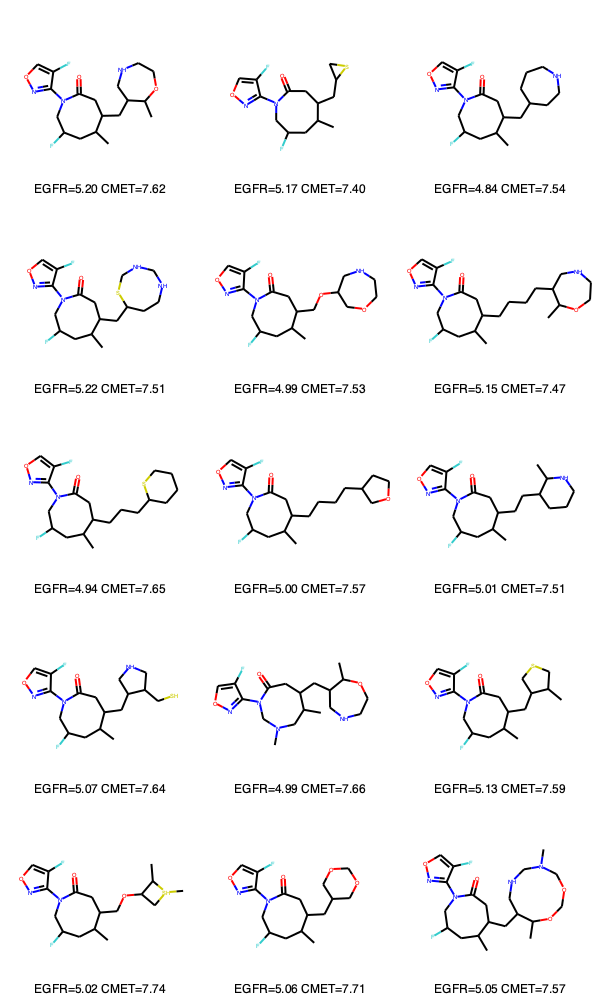 EGFR=5.20 CMET=7.62
EGFR=5.17 CMET=7.40
EGFR=4.84 CMET=7.54
EGFR=5.22 CMET=7.51
EGFR=4.99 CMET=7.53
EGFR=5.15 CMET=7.47
EGFR=4.94 CMET=7.65
EGFR=5.00 CMET=7.57
EGFR=5.01 CMET=7.51
EGFR=5.07 CMET=7.64
EGFR=4.99 CMET=7.66
EGFR=5.13 CMET=7.59
EGFR=5.02 CMET=7.74
EGFR=5.06 CMET=7.71
EGFR=5.05 CMET=7.57